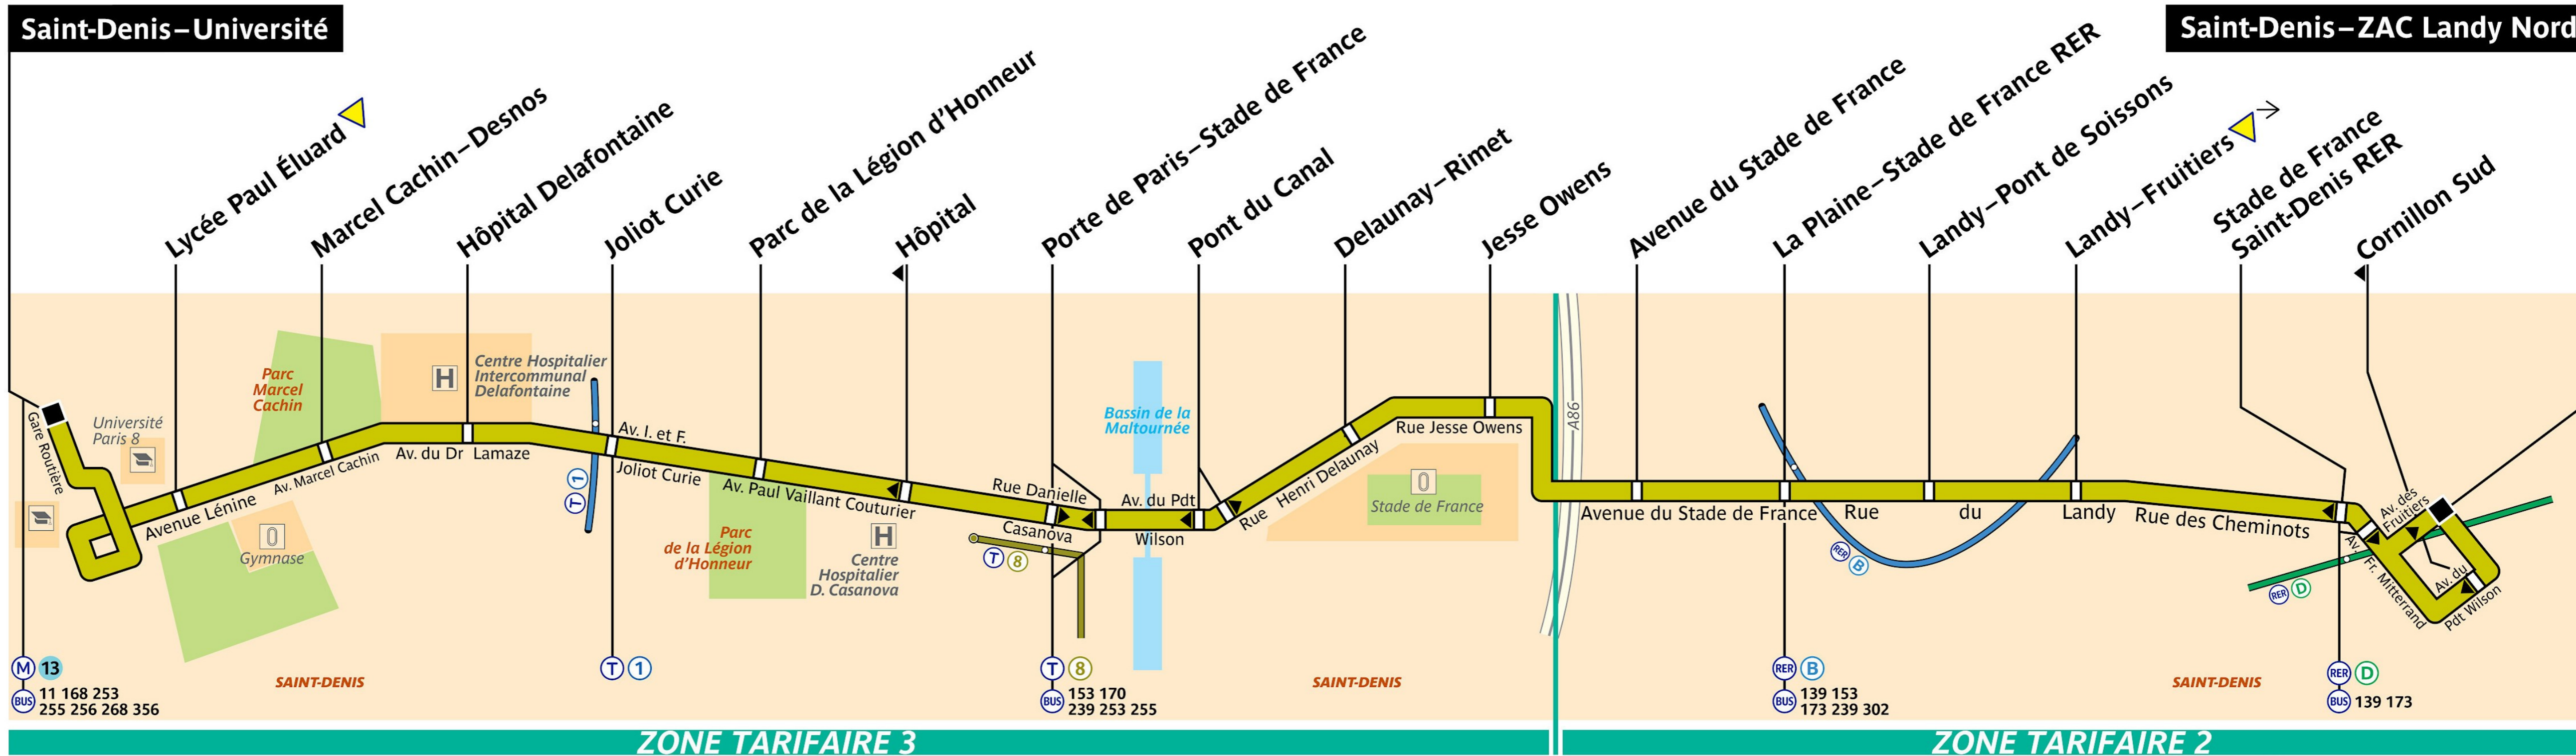 Saint-Denis–Université
Saint-Denis–ZAC Landy Nord
Lycée Paul Éluard
Marcel Cachin–Desnos
Hôpital Delafontaine
Joliot Curie
Parc de la Légion d'Honneur
Hôpital
Porte de Paris–Stade de France
Pont du Canal
Delaunay–Rimet
Jesse Owens
Avenue du Stade de France
La Plaine–Stade de France RER
Landy–Pont de Soissons
Landy–Fruitiers
Stade de France
Saint-Denis RER
Cornillon Sud
Gare Routière
Université
Paris 8
Avenue Lénine
Gymnase
Parc
Marcel
Cachin
Av. Marcel Cachin
H
Centre Hospitalier
Intercommunal
Delafontaine
Av. du Dr Lamaze
T 1
Av. I. et F.
Joliot Curie
Av. Paul Vaillant Couturier
Parc
de la Légion
d'Honneur
H
Centre
Hospitalier
D. Casanova
Rue Danielle
Casanova
T 8
Bassin de la
Maltournée
Av. du Pdt
Wilson
Rue Henri Delaunay
Rue Jesse Owens
Stade de France
A86
Avenue du Stade de France
RER B
Rue du Landy
Rue des Cheminots
Av. des
Fruitiers
Av. Fr. Mitterrand
Av. du
Pdt Wilson
RER D
M 13
BUS 11 168 253
255 256 268 356
SAINT-DENIS
T 1
T 8
BUS 153 170
239 253 255
SAINT-DENIS
RER B
BUS 139 153
173 239 302
SAINT-DENIS
RER D
BUS 139 173
ZONE TARIFAIRE 3
ZONE TARIFAIRE 2